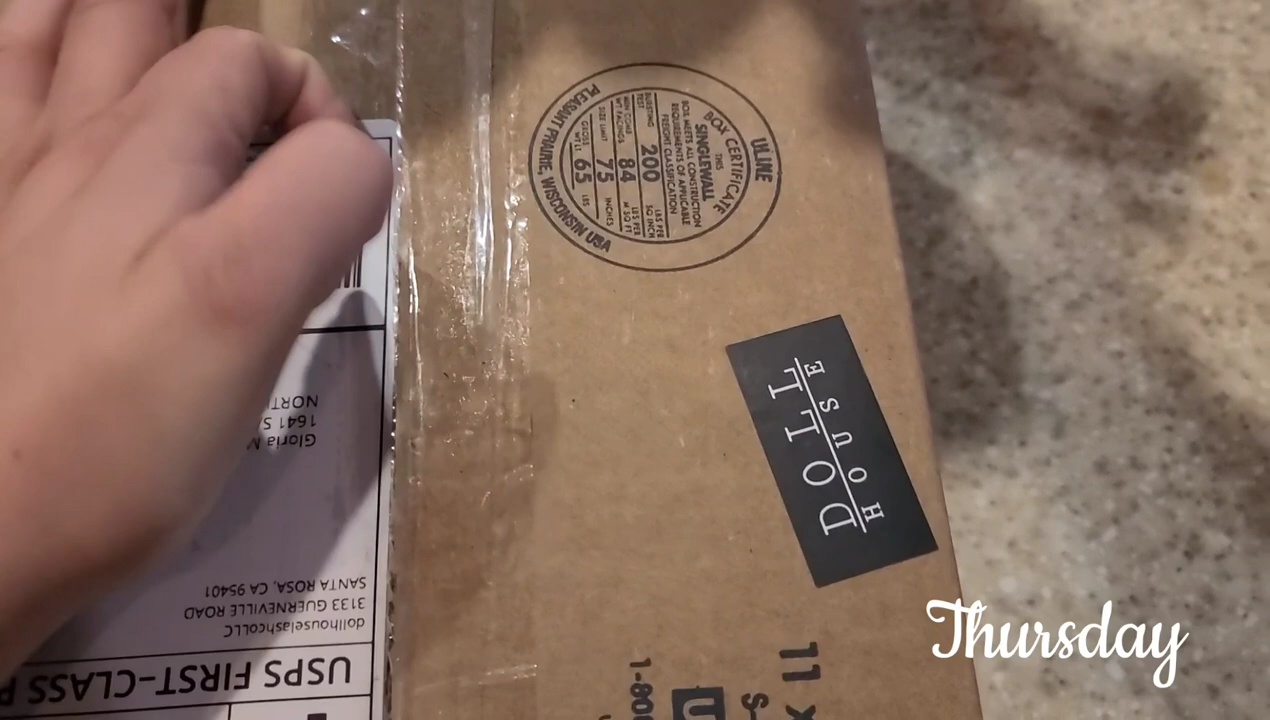 ULINE
BOX CERTIFICATE
THIS
SINGLEWALL
BOX MEETS ALL CONSTRUCTION
REQUIREMENTS OF APPLICABLE
FREIGHT CLASSIFICATION
BURSTING TEST 200 LBS PER SQ INCH
MIN COMB WT FACINGS 84 LBS PER M SQ FT
SIZE LIMIT 75 INCHES
GROSS WT LT 65 LBS
PLEASANT PRAIRIE, WISCONSIN USA
DOLL
HOUSE
USPS FIRST-CLASS P
dollhouselashcoLLC
3133 GUERNEVILLE ROAD
SANTA ROSA, CA 95401
Gloria M
1641 S
NORT
11 x
S-
U
1-800
Thursday